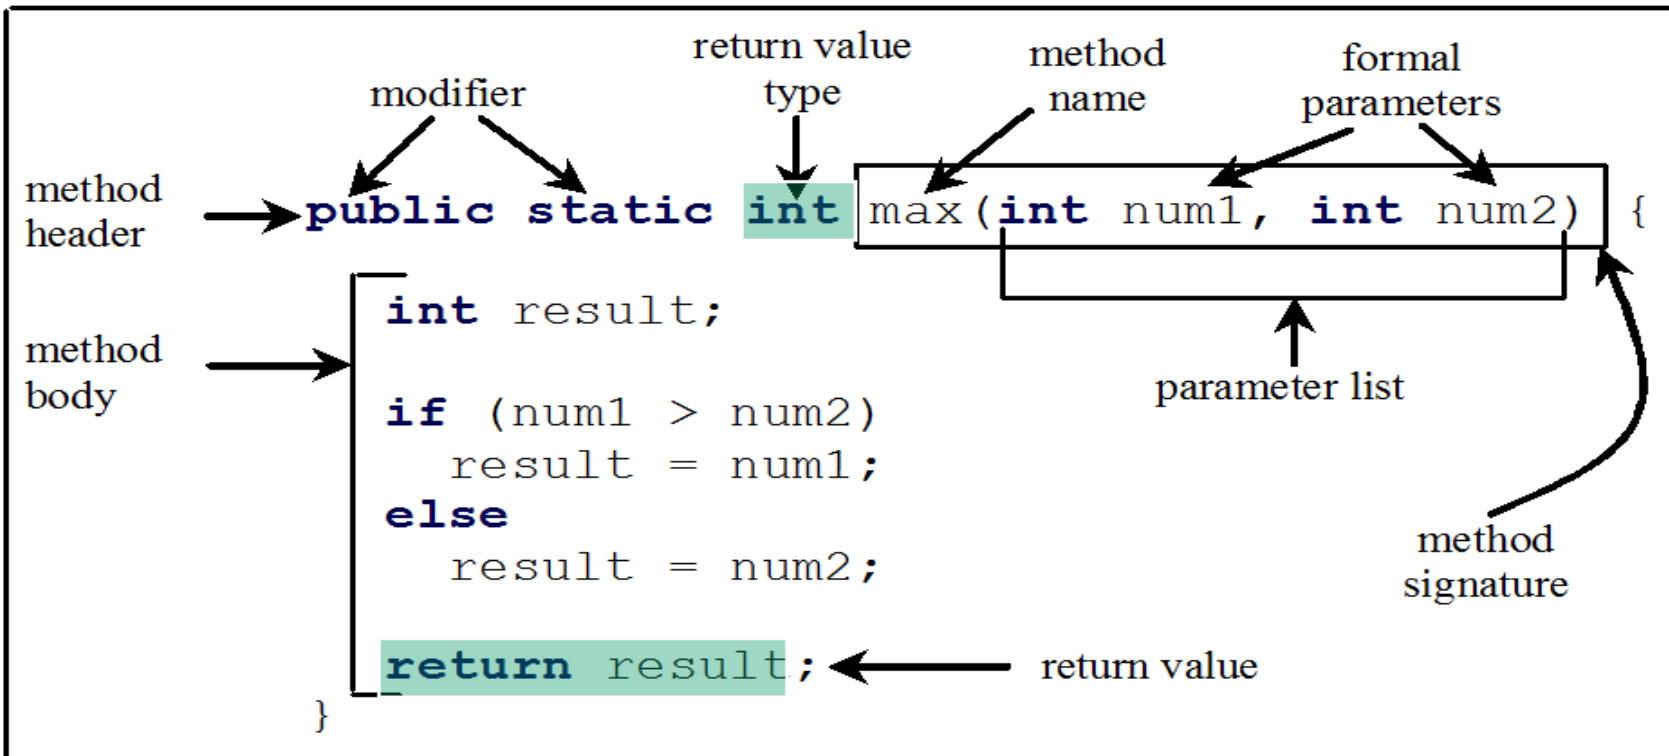 return value
type
method
name
formal
parameters
modifier
method
header
public static int max(int num1, int num2) {
int result;
method
body
parameter list
if (num1 > num2)
result = num1;
else
result = num2;
method
signature
return result;
return value
}